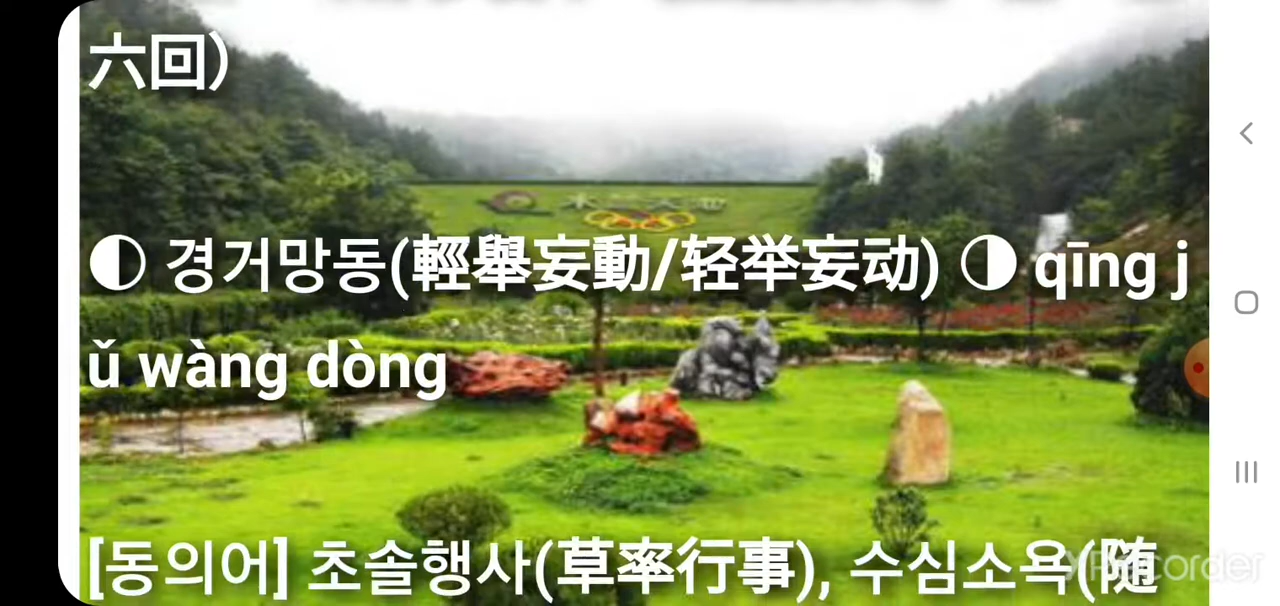 六回)
◐ 경거망동(輕舉妄動/轻举妄动) ◑ qīng j
ǔ wàng dòng
[동의어] 초솔행사(草率行事), 수심소욕(随